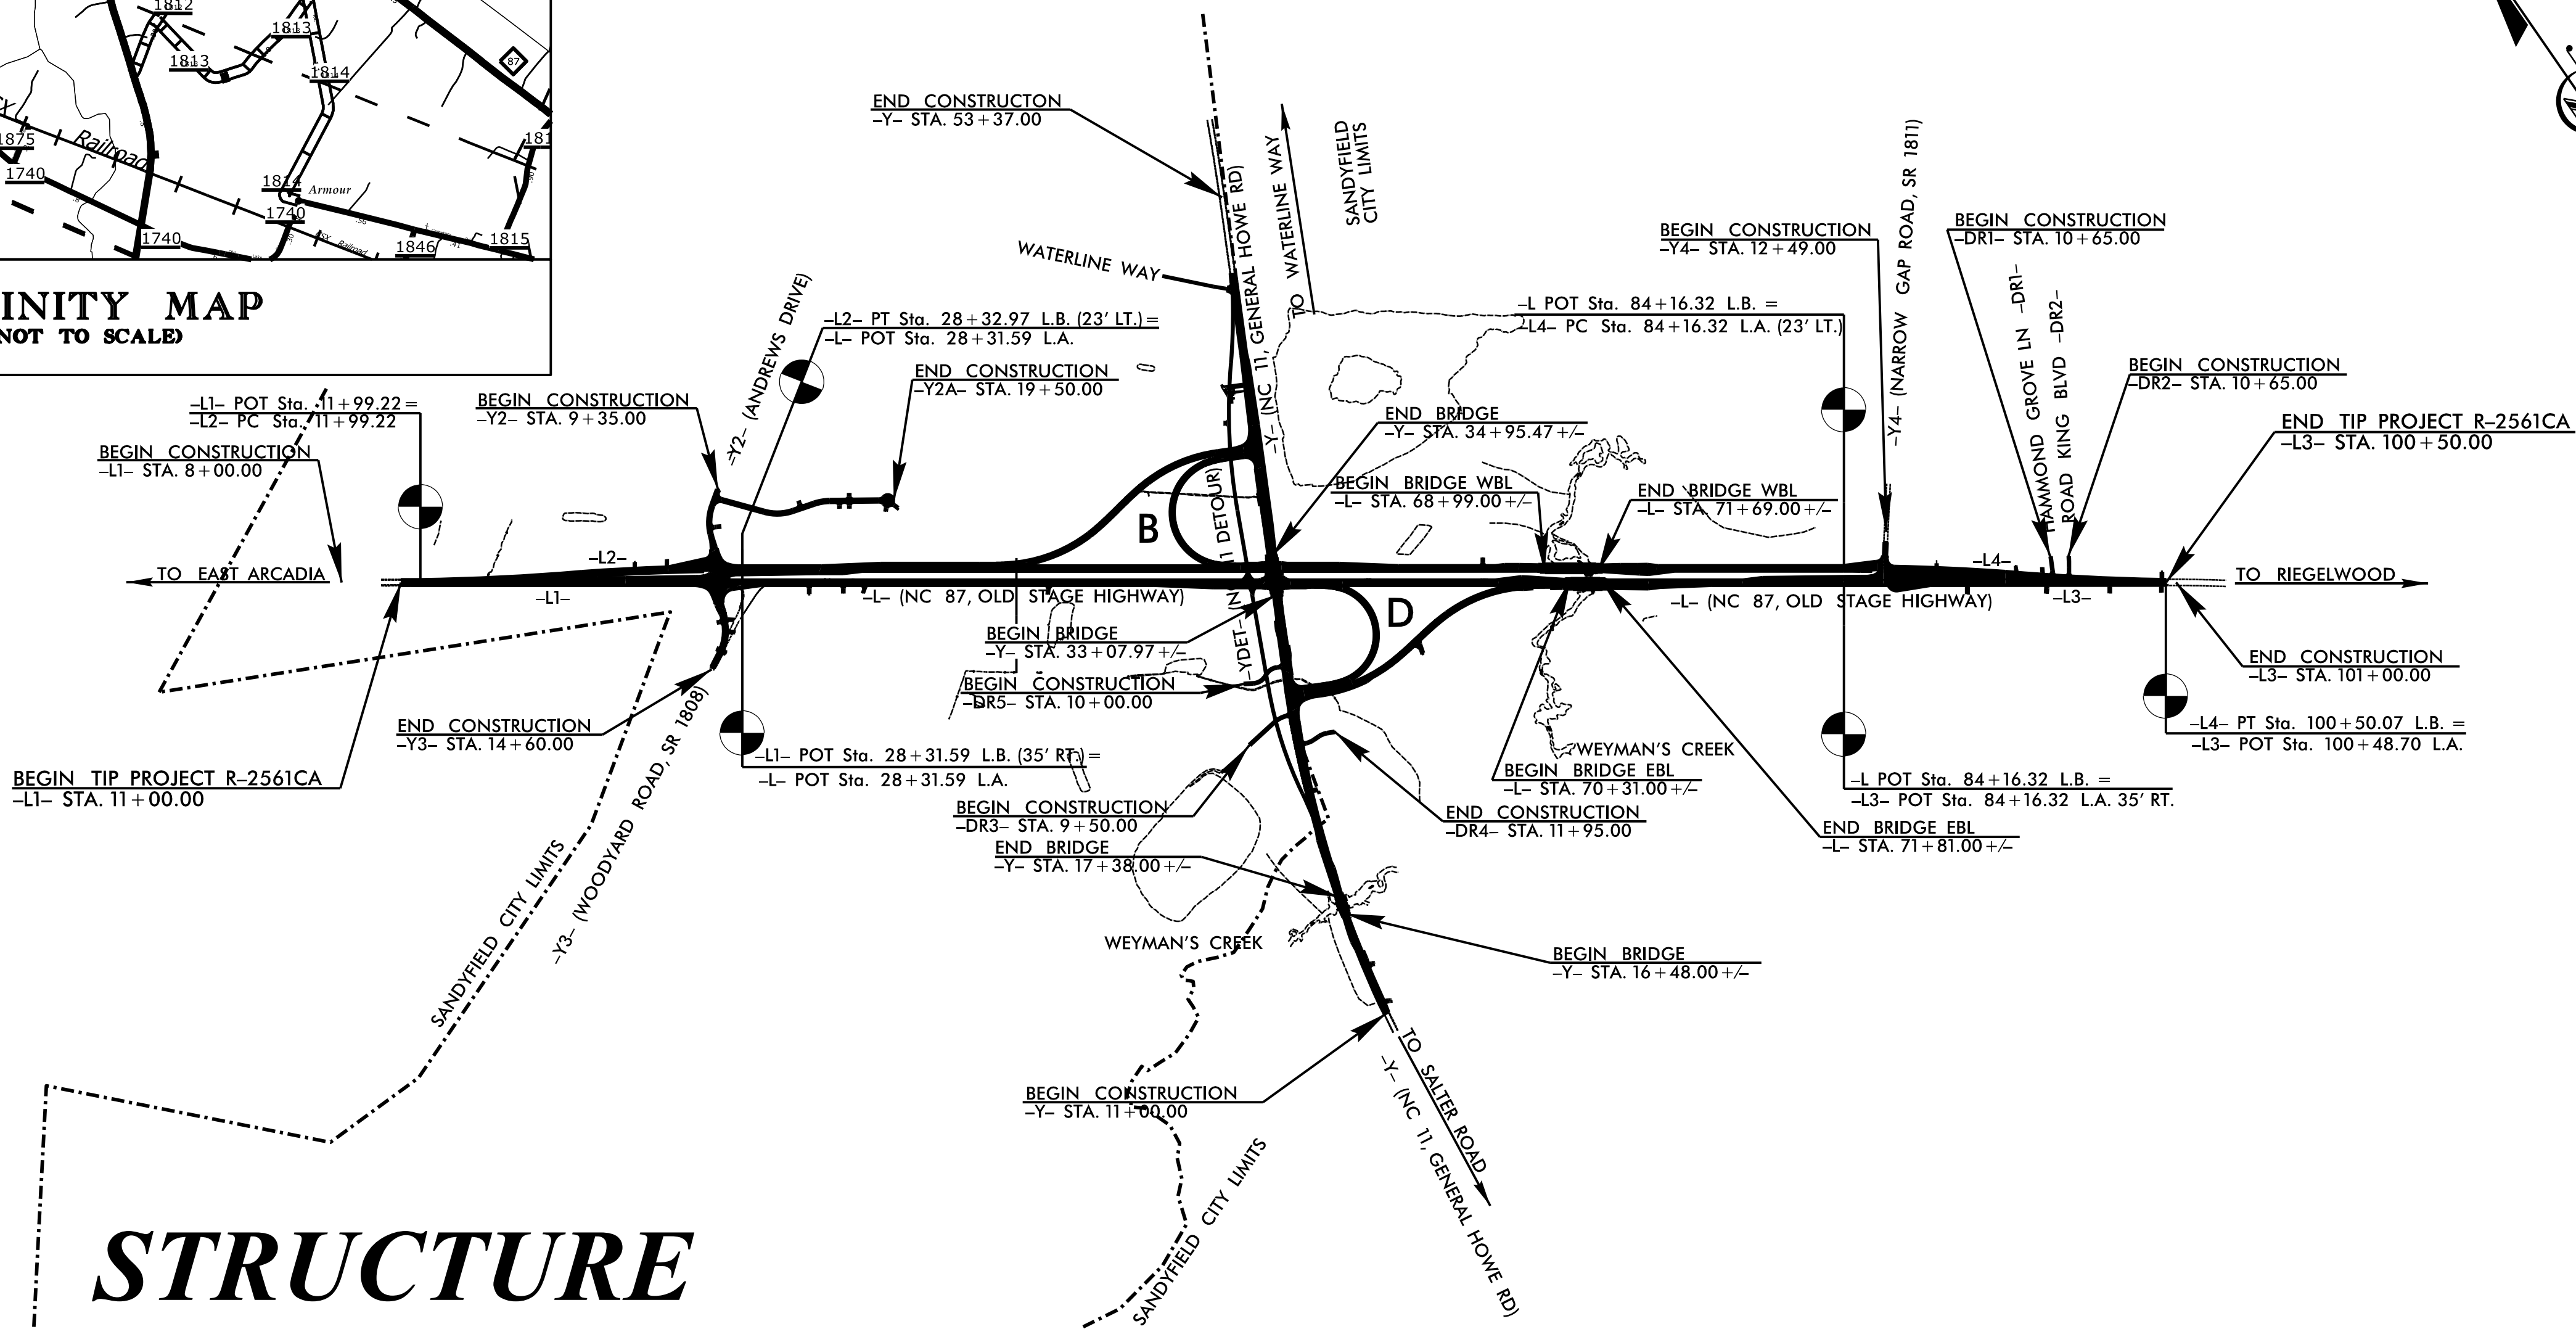 1812
1813
1813
1814
87
1875
Railroad
1740
1814
Armour
1740
1740
1846
1815
INITY MAP
NOT TO SCALE)
END CONSTRUCTON
-Y- STA. 53+37.00
WATERLINE WAY
-Y- (NC 11, GENERAL HOWE RD)
TO WATERLINE WAY
SANDYFIELD
CITY LIMITS
BEGIN CONSTRUCTION
-Y4- STA. 12+49.00
-Y4- (NARROW GAP ROAD, SR 1811)
BEGIN CONSTRUCTION
-DR1- STA. 10+65.00
HAMMOND GROVE LN -DR1-
ROAD KING BLVD -DR2-
BEGIN CONSTRUCTION
-DR2- STA. 10+65.00
END TIP PROJECT R-2561CA
-L3- STA. 100+50.00
-L POT Sta. 84+16.32 L.B. =
-L4- PC Sta. 84+16.32 L.A. (23' LT.)
-L2- PT Sta. 28+32.97 L.B. (23' LT.)=
-L- POT Sta. 28+31.59 L.A.
-Y2- (ANDREWS DRIVE)
END CONSTRUCTION
-Y2A- STA. 19+50.00
BEGIN CONSTRUCTION
-Y2- STA. 9+35.00
-L1- POT Sta. 11+99.22=
-L2- PC Sta. 11+99.22
BEGIN CONSTRUCTION
-L1- STA. 8+00.00
END BRIDGE
-Y- STA. 34+95.47+/-
BEGIN BRIDGE WBL
-L- STA. 68+99.00+/-
END BRIDGE WBL
-L- STA. 71+69.00+/-
B
-L2-
-L4-
TO EAST ARCADIA
TO RIEGELWOOD
-L1-
-L- (NC 87, OLD STAGE HIGHWAY)
D
-L- (NC 87, OLD STAGE HIGHWAY)
-L3-
BEGIN BRIDGE
-Y- STA. 33+07.97+/-
BEGIN CONSTRUCTION
-DR5- STA. 10+00.00
END CONSTRUCTION
-L3- STA. 101+00.00
-L4- PT Sta. 100+50.07 L.B. =
-L3- POT Sta. 100+48.70 L.A.
END CONSTRUCTION
-Y3- STA. 14+60.00
-Y3- (WOODYARD ROAD, SR 1808)
BEGIN TIP PROJECT R-2561CA
-L1- STA. 11+00.00
-L1- POT Sta. 28+31.59 L.B. (35' RT.)=
-L- POT Sta. 28+31.59 L.A.
WEYMAN'S CREEK
BEGIN BRIDGE EBL
-L- STA. 70+31.00+/-
-L POT Sta. 84+16.32 L.B. =
-L3- POT Sta. 84+16.32 L.A. 35' RT.
BEGIN CONSTRUCTION
-DR3- STA. 9+50.00
END CONSTRUCTION
-DR4- STA. 11+95.00
END BRIDGE EBL
-L- STA. 71+81.00+/-
END BRIDGE
-Y- STA. 17+38.00+/-
WEYMAN'S CREEK
BEGIN BRIDGE
-Y- STA. 16+48.00+/-
SANDYFIELD CITY LIMITS
BEGIN CONSTRUCTION
-Y- STA. 11+00.00
TO SALTER ROAD
-Y- (NC 11, GENERAL HOWE RD)
SANDYFIELD CITY LIMITS
STRUCTURE